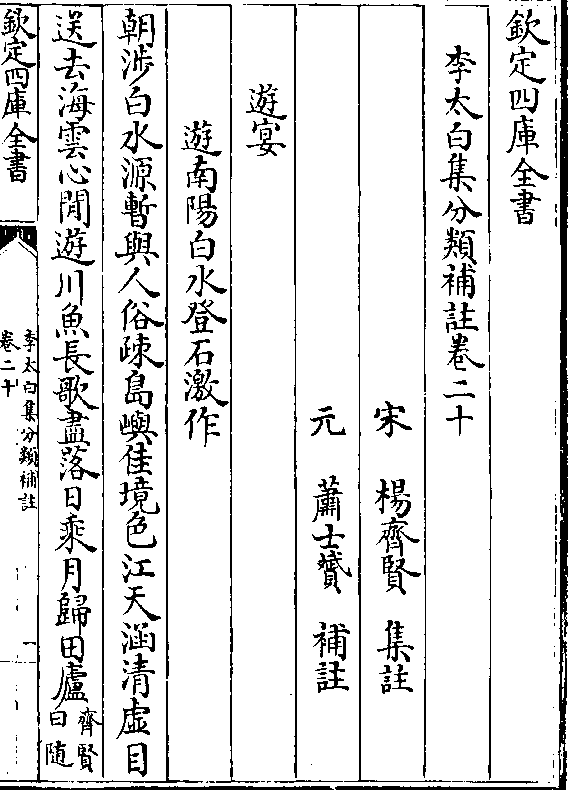 欽定四庫全書
李太白集分類補註卷二十
宋 楊齊賢 集註
元 蕭士贇 補註
遊宴
遊南陽白水登石激作
朝涉白水源暫與人俗疎島嶼佳境色江天涵清虛目
送去海雲心閒遊川魚長歌盡落日乘月歸田廬齊賢
曰隨
欽定四庫全書
李太白集分類補註
卷二十
一